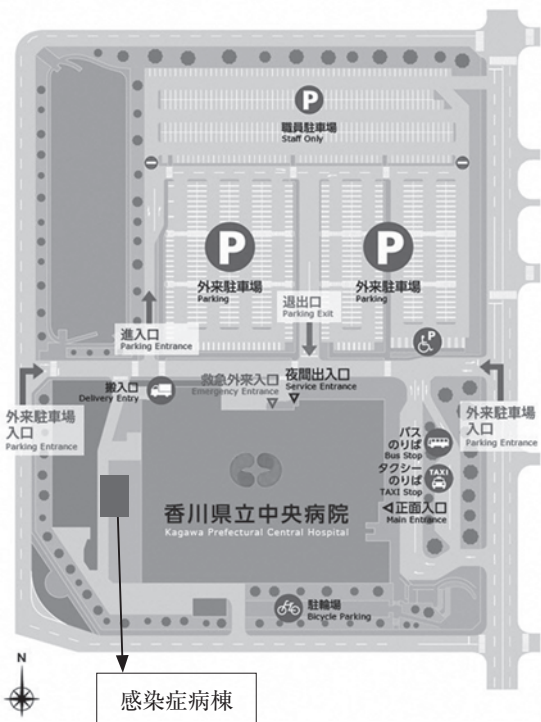 P
職員駐車場
Staff Only
P
外来駐車場
Parking
P
外来駐車場
Parking
退出口
Parking Exit
進入口
Parking Entrance
P
搬入口
Delivery Entry
救急外来入口
Emergency Entrance
夜間出入口
Service Entrance
外来駐車場
入口
Parking Entrance
外来駐車場
入口
Parking Entrance
バス
のりば
Bus Stop
タクシー
のりば
TAXI Stop
TAXI
正面入口
Main Entrance
香川県立中央病院
Kagawa Prefectural Central Hospital
駐輪場
Bicycle Parking
N
感染症病棟